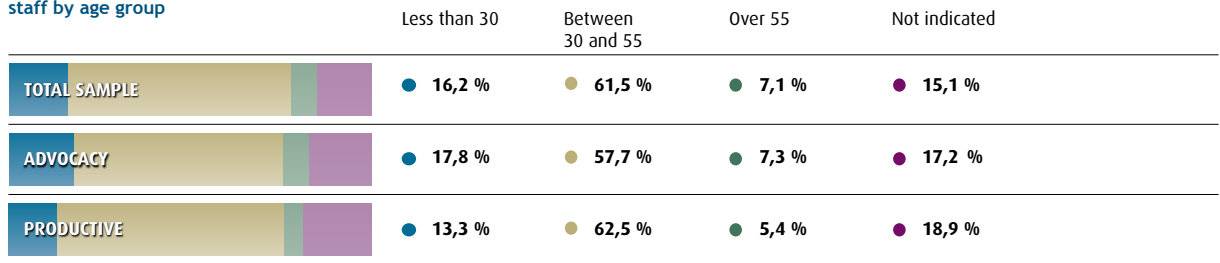 staff by age group
Less than 30
Between
30 and 55
Over 55
Not indicated
TOTAL SAMPLE 16,2 % 61,5 % 7,1 % 15,1 %
ADVOCACY 17,8 % 57,7 % 7,3 % 17,2 %
PRODUCTIVE 13,3 % 62,5 % 5,4 % 18,9 %